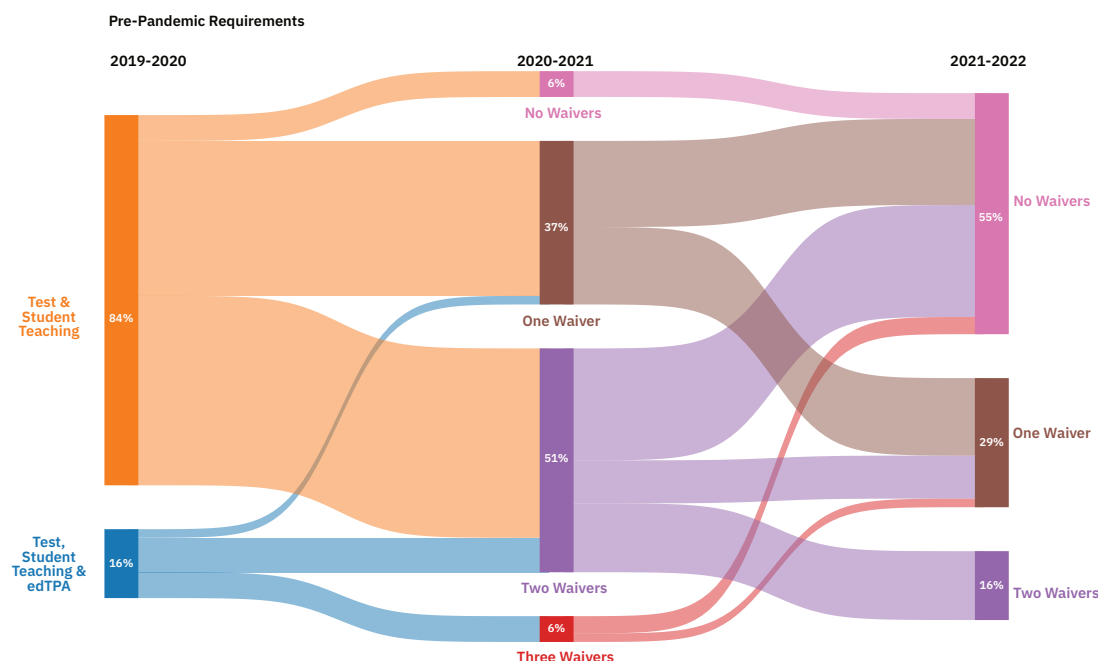 Pre-Pandemic Requirements
2019-2020
2020-2021
2021-2022
6%
No Waivers
37%
One Waiver
Test &
Student
Teaching
84%
51%
Two Waivers
Test,
Student
Teaching &
edTPA
16%
6%
Three Waivers
55%
No Waivers
29%
One Waiver
16%
Two Waivers